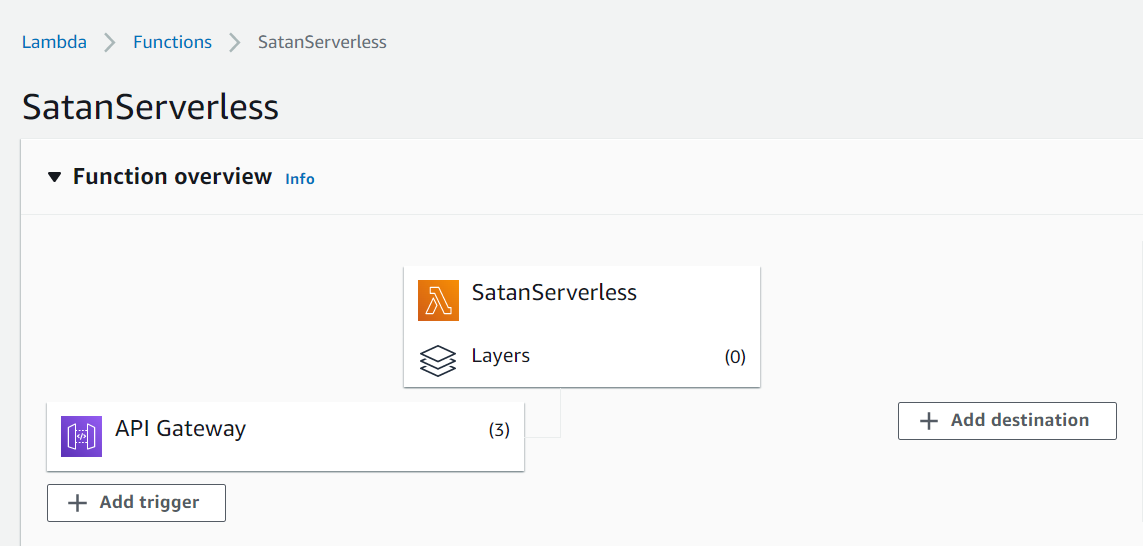 Lambda > Functions > SatanServerless
SatanServerless
Function overview Info
SatanServerless
Layers (0)
API Gateway (3)
+ Add destination
+ Add trigger